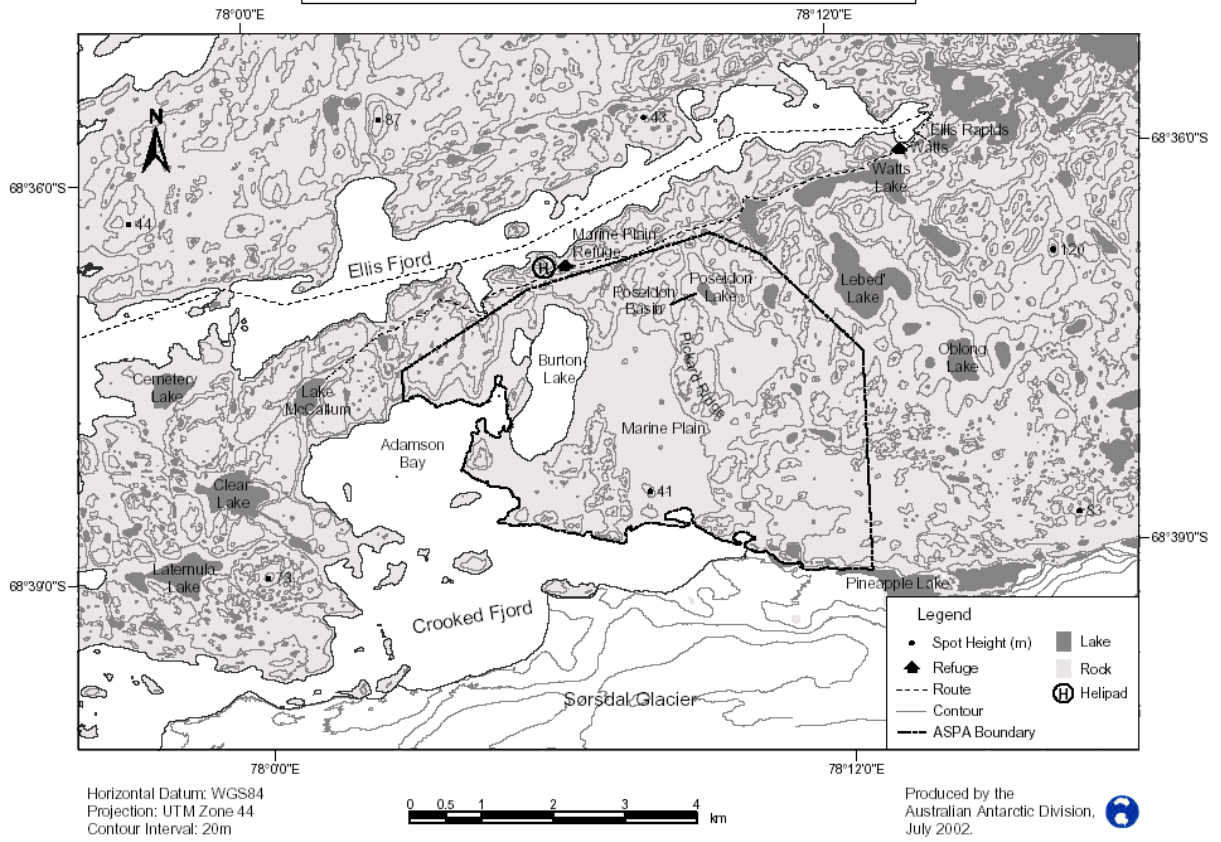 78°0'0"E
78°12'0"E
N
87
43
Ellis Rapids
68°36'0"S
Watts
Watts
Lake
68°36'0"S
44
Marine Plain
Refuge
120
Ellis Fjord
H
Poseidon
Lake
Poseidon
Basin
Lebed'
Lake
Pickard Ridge
Burton
Lake
Oblong
Lake
Cemetery
Lake
Lake
McCallum
Marine Plain
Adamson
Bay
Clear
Lake
41
83
68°39'0"S
Laternula
Lake
73
68°39'0"S
Pineapple Lake
Crooked Fjord
Sørsdal Glacier
Legend
Spot Height (m)
Refuge
Route
Contour
ASPA Boundary
Lake
Rock
H Helipad
78°0'0"E
78°12'0"E
Horizontal Datum: WGS84
Projection: UTM Zone 44
Contour Interval: 20m
0 0.5 1 2 3 4
km
Produced by the
Australian Antarctic Division,
July 2002.